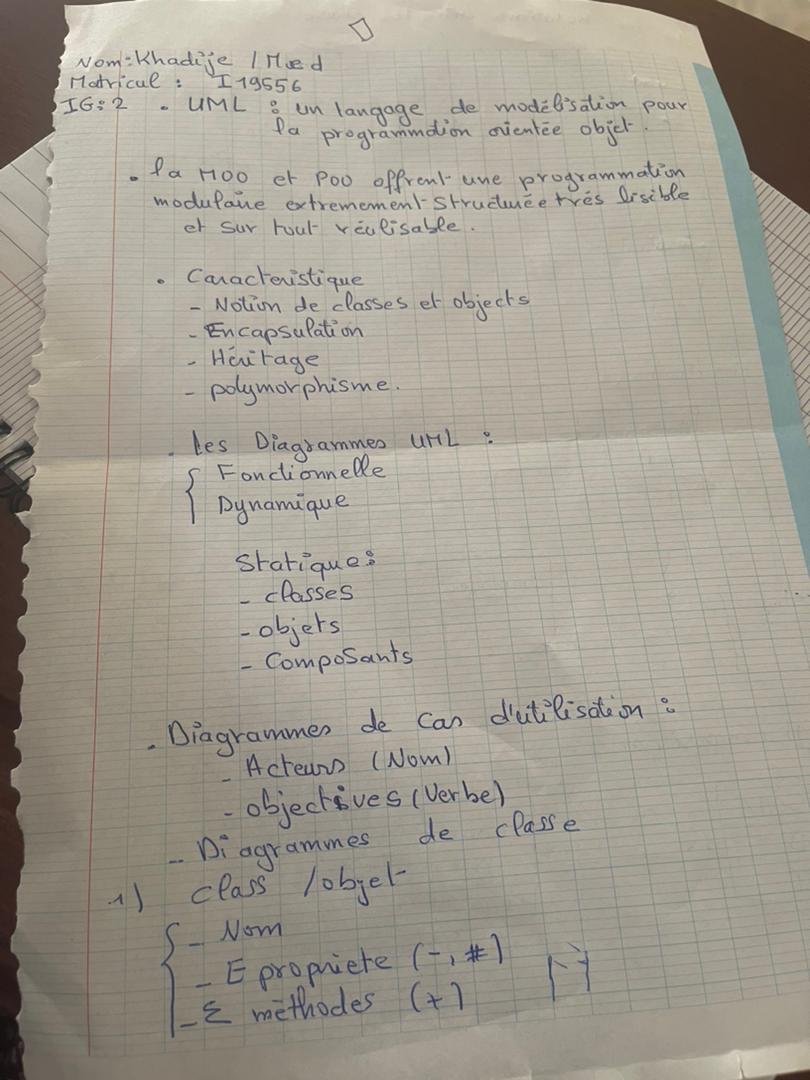 Nom: Khadije / Med
Matricul : I19556
IG: 2 . UML : un langage de modélisation pour
la programmation orientée objet.
. la MOO et POO offrent une programmation
modulaire extremement structurée très lisible
et sur tout réulisable.
. Caracteristique
- Notion de classes et objects
- Encapsulation
- Héritage
- polymorphisme.
. les Diagrammes UML :
Fonctionnelle
Dynamique
Statique:
- classes
- objets
- Composants
. Diagrammes de cas d'utilisation :
- Acteurs (Nom)
- objectives (Verbe)
- Diagrammes de classe
1) class /objet
- Nom
- E propriete (-, #)
- Σ méthodes (+)